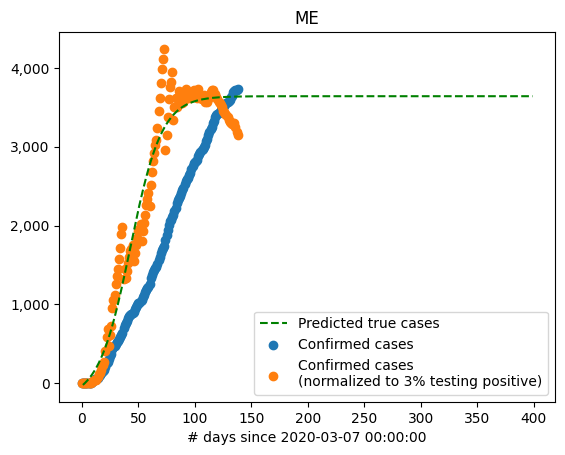 ME
4,000
3,000
2,000
1,000
0
Predicted true cases
Confirmed cases
Confirmed cases
(normalized to 3% testing positive)
0 50 100 150 200 250 300 350 400
# days since 2020-03-07 00:00:00